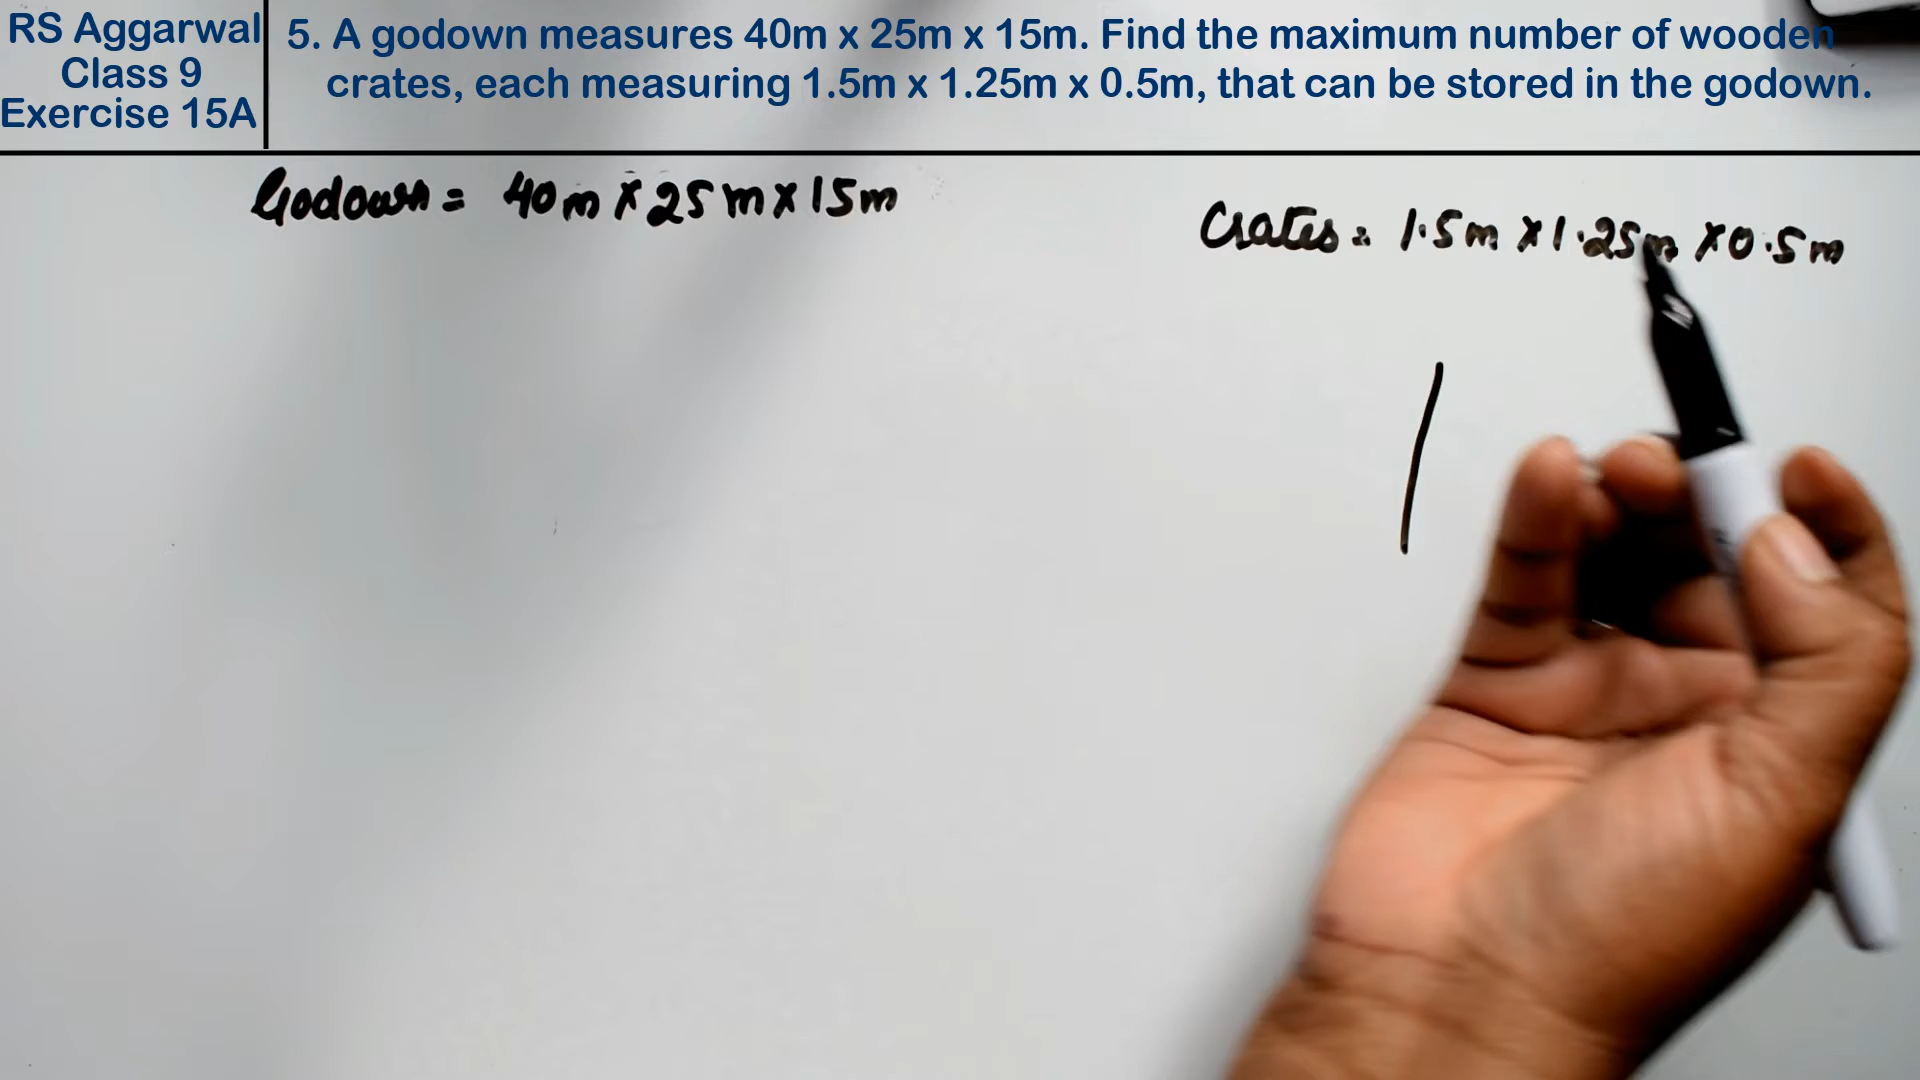 RS Aggarwal
Class 9
Exercise 15A
5. A godown measures 40m x 25m x 15m. Find the maximum number of wooden
crates, each measuring 1.5m x 1.25m x 0.5m, that can be stored in the godown.
Godown = 40m x 25m x 15m
Crates = 1.5m x 1.25m x 0.5m